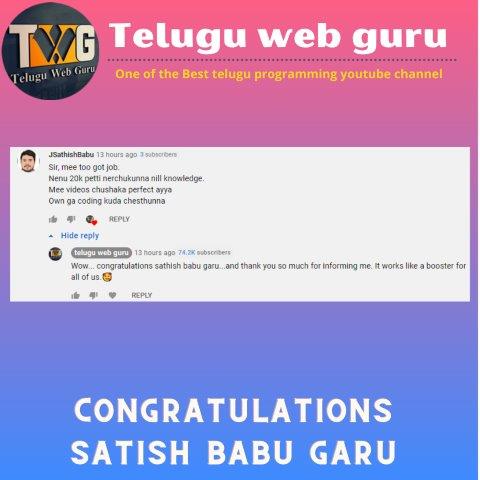 TWG
Telugu Web Guru
Telugu web guru
One of the Best telugu programming youtube channel
JSathishBabu 13 hours ago 3 subscribers
Sir, mee too got job.
Nenu 20k petti nerchukunna nill knowledge.
Mee videos chushaka perfect ayya
Own ga coding kuda chesthunna
REPLY
Hide reply
telugu web guru 13 hours ago 74.2K subscribers
Wow... congratulations sathish babu garu...and thank you so much for informing me. It works like a booster for
all of us.🥰
REPLY
CONGRATULATIONS
SATISH BABU GARU